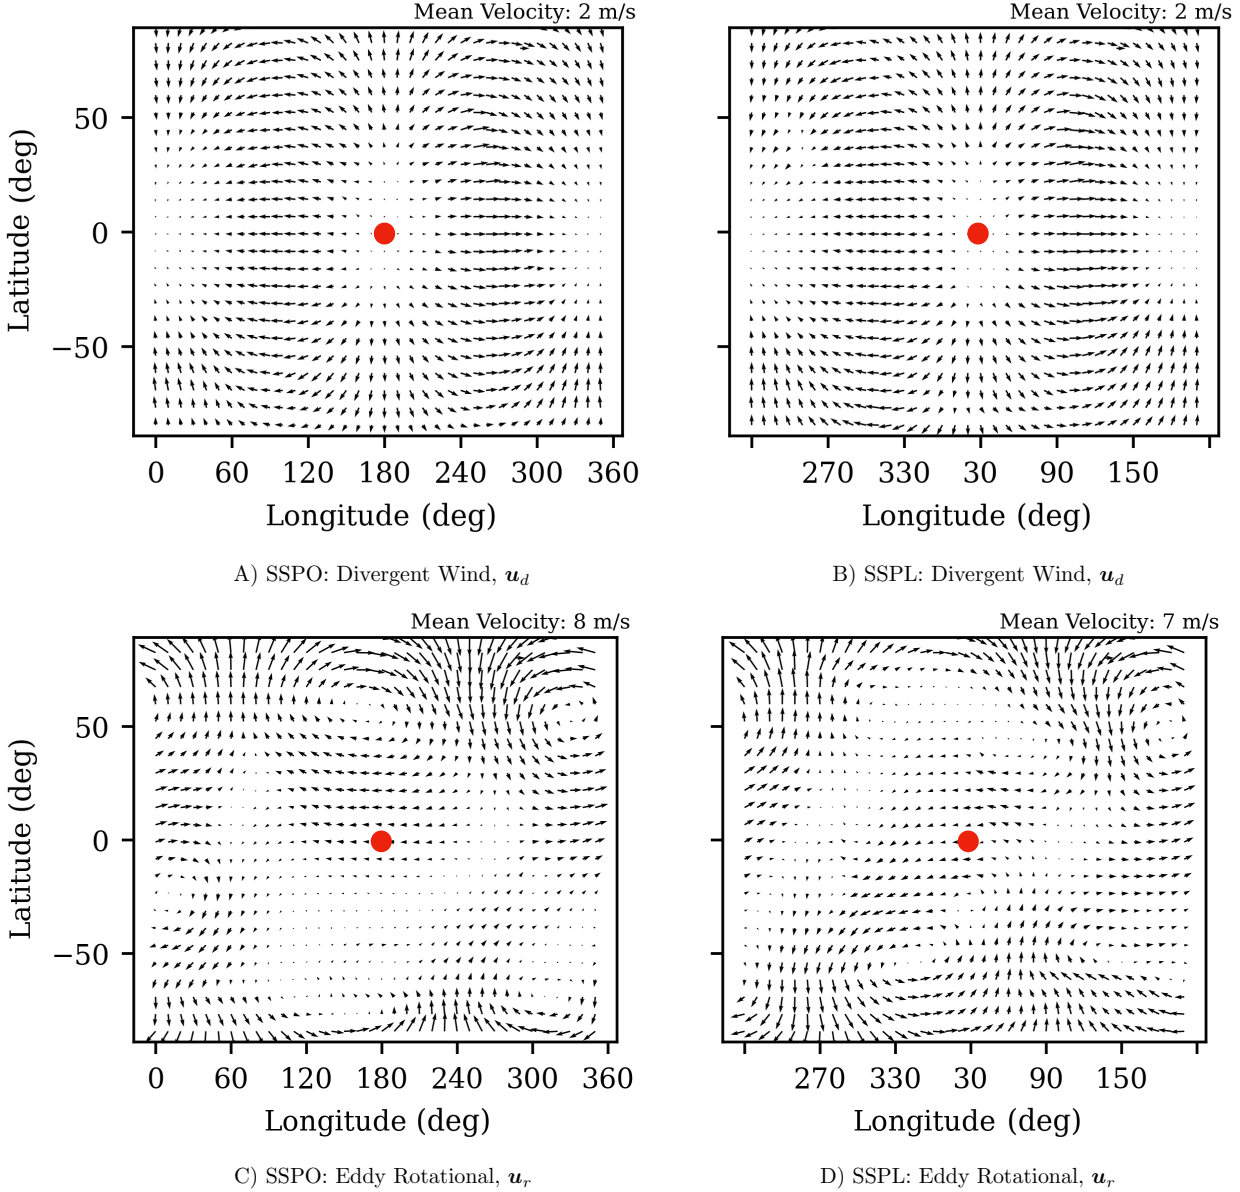 Mean Velocity: 2 m/s
Mean Velocity: 2 m/s
Latitude (deg)
50
0
−50
0 60 120 180 240 300 360
270 330 30 90 150
Longitude (deg)
Longitude (deg)
A) SSPO: Divergent Wind, u_d
B) SSPL: Divergent Wind, u_d
Mean Velocity: 8 m/s
Mean Velocity: 7 m/s
Latitude (deg)
50
0
−50
0 60 120 180 240 300 360
270 330 30 90 150
Longitude (deg)
Longitude (deg)
C) SSPO: Eddy Rotational, u_r
D) SSPL: Eddy Rotational, u_r